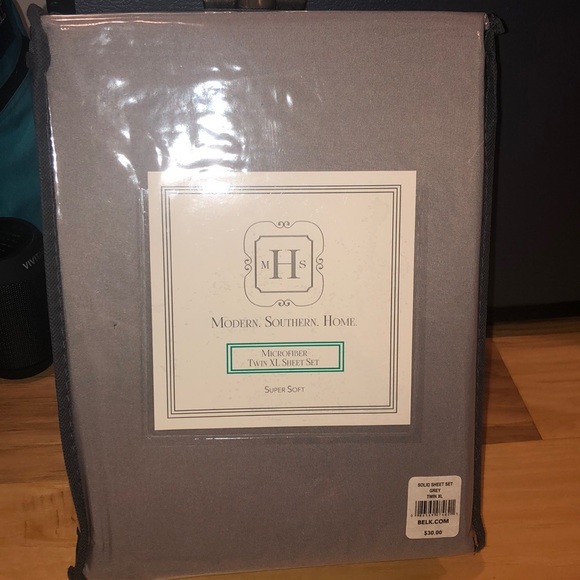 M H S
MODERN. SOUTHERN. HOME.
MICROFIBER
TWIN XL SHEET SET
SUPER SOFT
SOLID SHEET SET
GREY
TWIN XL
BELK.COM
$30.00